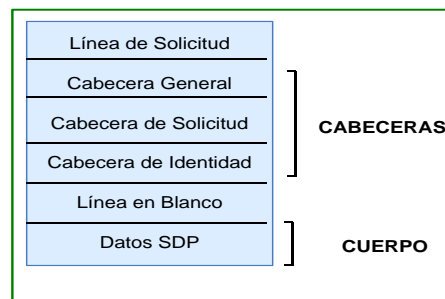 Línea de Solicitud
Cabecera General
Cabecera de Solicitud
Cabecera de Identidad
Línea en Blanco
Datos SDP
CABECERAS
CUERPO